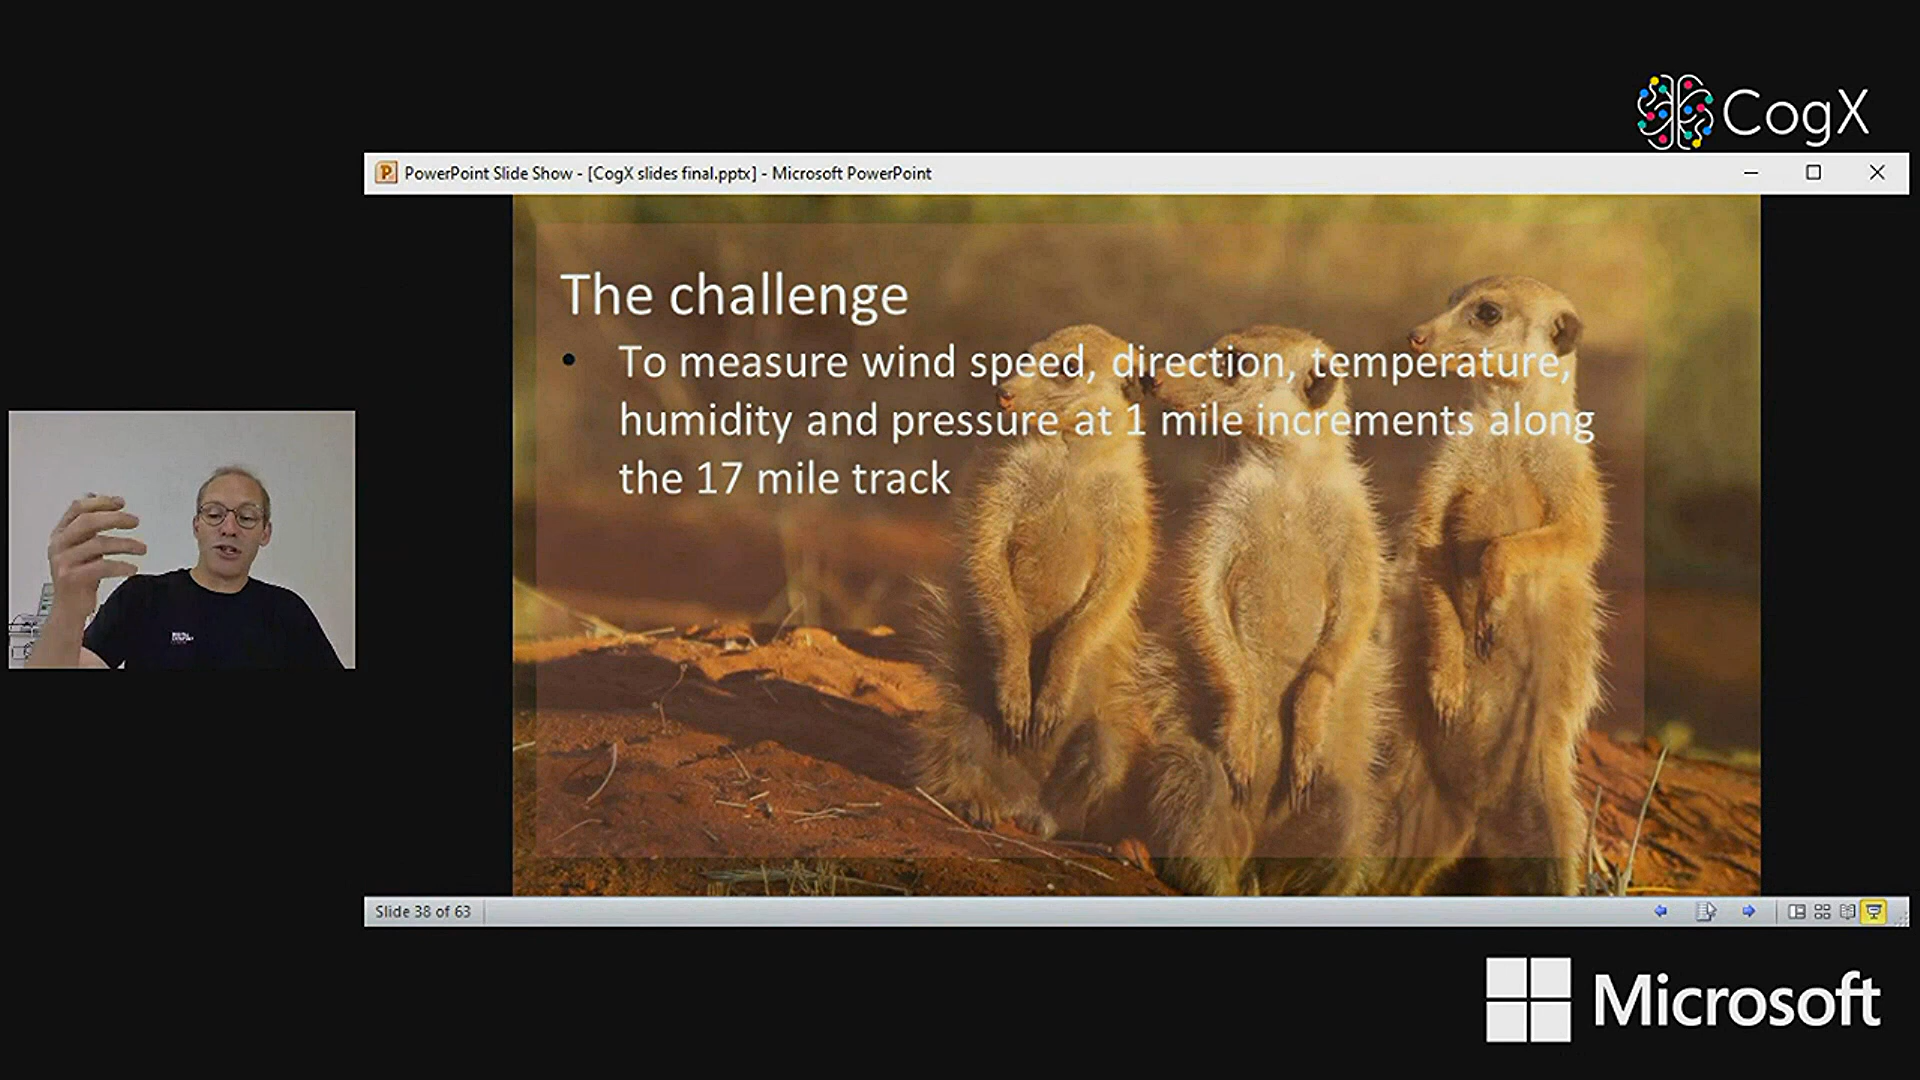 CogX
PowerPoint Slide Show - [CogX slides final.pptx] - Microsoft PowerPoint
The challenge
• To measure wind speed, direction, temperature,
humidity and pressure at 1 mile increments along
the 17 mile track
Slide 38 of 63
Microsoft